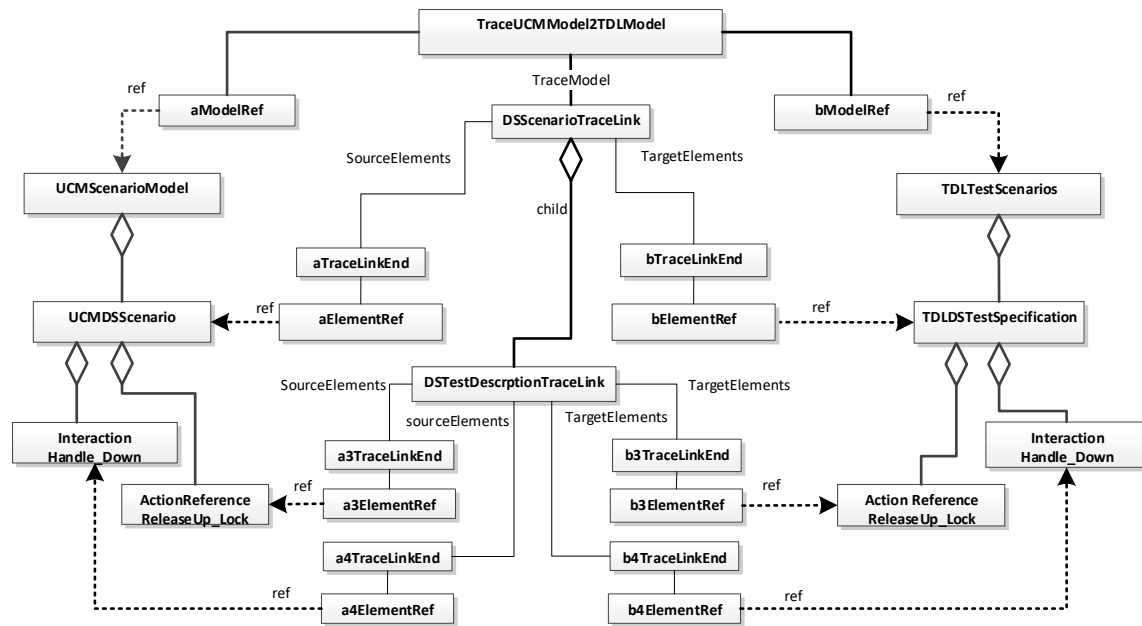 TraceUCMModel2TDLModel
ref
TraceModel
ref
aModelRef
bModelRef
DSScenarioTraceLink
SourceElements
TargetElements
UCMScenarioModel
TDLTestScenarios
child
aTraceLinkEnd
bTraceLinkEnd
ref
ref
UCMDSScenario
aElementRef
bElementRef
TDLDSTestSpecification
SourceElements
DSTestDescrptionTraceLink
TargetElements
sourceElements
TargetElements
Interaction
Handle_Down
Interaction
Handle_Down
a3TraceLinkEnd
b3TraceLinkEnd
ref
ref
ActionReference
ReleaseUp_Lock
a3ElementRef
b3ElementRef
Action Reference
ReleaseUp_Lock
a4TraceLinkEnd
b4TraceLinkEnd
ref
ref
a4ElementRef
b4ElementRef